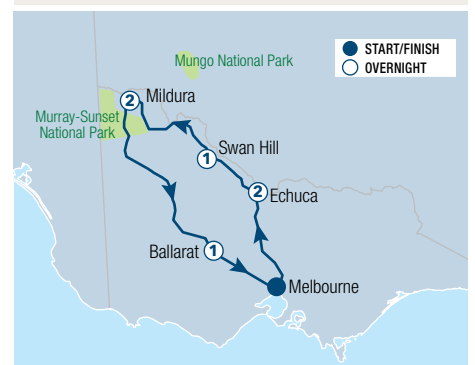 Mungo National Park
START/FINISH
OVERNIGHT
2
Mildura
Murray-Sunset
National Park
1
Swan Hill
2
Echuca
Ballarat
1
Melbourne